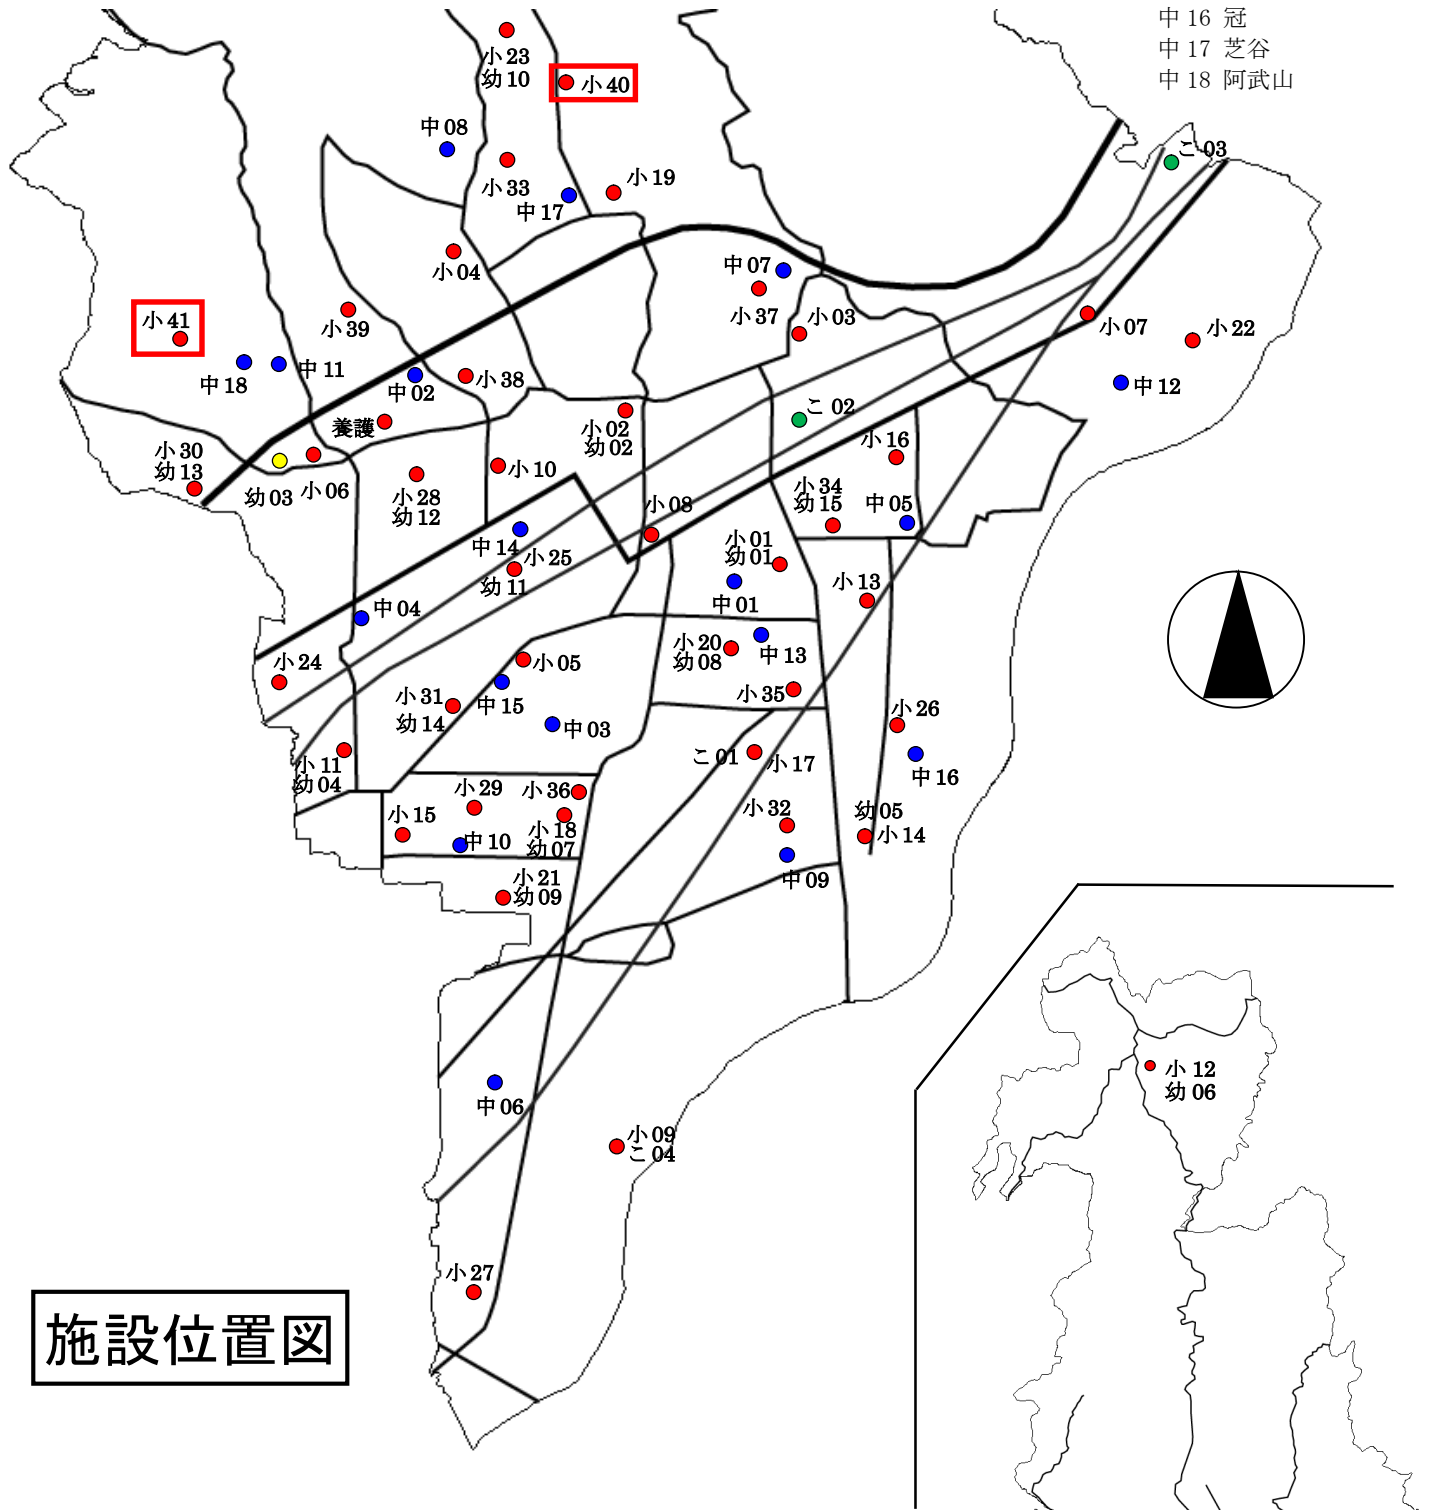 中 16 冠
中 17 芝谷
中 18 阿武山
小 23
幼 10
小 40
中 08
こ 03
小 33
小 19
中 17
小 04
中 07
小 37
小 03
小 41
小 39
小 07
小 22
中 18
中 11
中 02
小 38
中 12
こ 02
養護
小 02
幼 02
小 16
小 30
幼 13
幼 03
小 06
小 28
幼 12
小 10
小 34
幼 15
中 05
小 08
中 14
小 25
幼 11
小 01
幼 01
中 01
小 13
中 04
小 24
小 05
小 20
幼 08
中 13
小 31
幼 14
中 15
小 35
中 03
小 26
小 11
幼 04
こ 01
小 17
中 16
小 29
小 36
小 15
中 10
小 18
幼 07
小 32
幼 05
小 14
中 09
小 21
幼 09
中 06
小 09
こ 04
小 12
幼 06
小 27
施設位置図